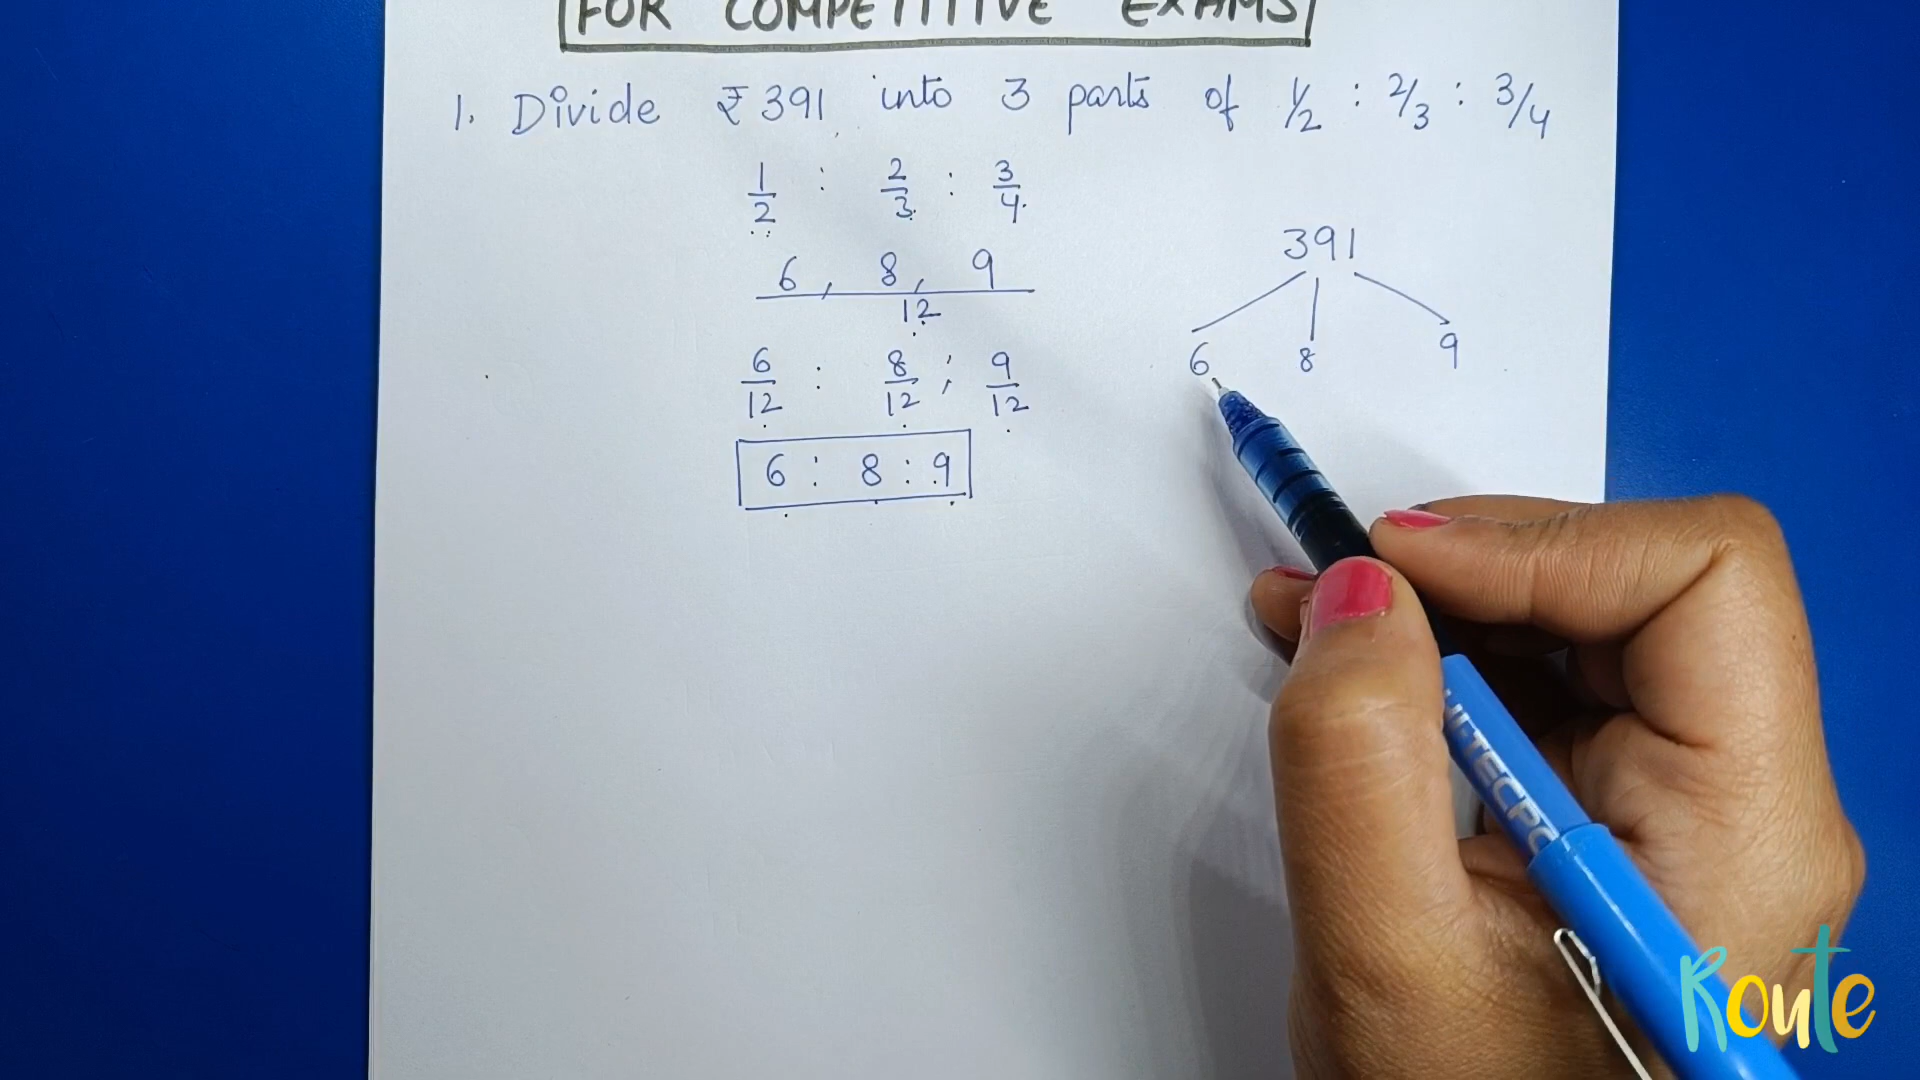 FOR COMPETITIVE EXAMS
1. Divide ₹391 into 3 parts of 1/2 : 2/3 : 3/4
1/2 : 2/3 : 3/4
6, 8, 9
12
6/12 : 8/12 : 9/12
6 : 8 : 9
391
6 8 9
HI-TECPO
Route